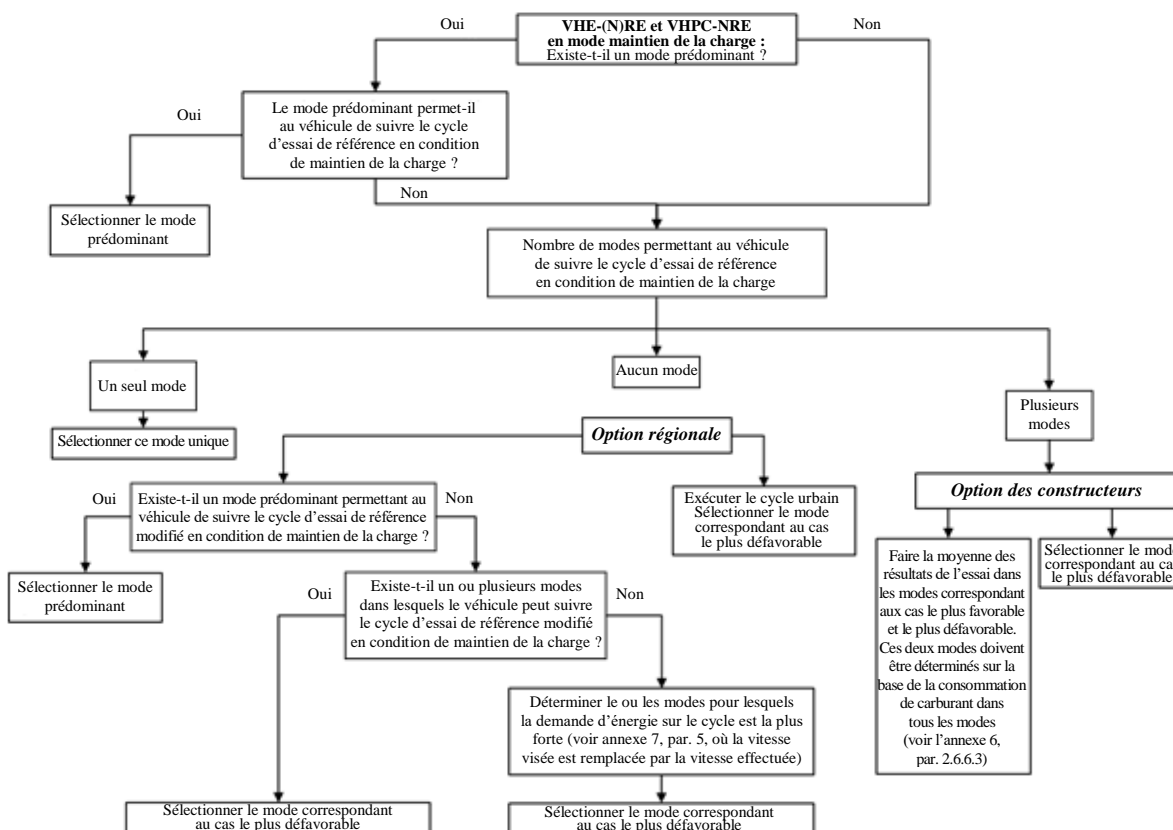 Oui
VHE-(N)RE et VHPC-NRE
en mode maintien de la charge :
Existe-t-il un mode prédominant ?
Non
Oui
Le mode prédominant permet-il
au véhicule de suivre le cycle
d’essai de référence en condition
de maintien de la charge ?
Non
Sélectionner le mode
prédominant
Nombre de modes permettant au véhicule
de suivre le cycle d’essai de référence
en condition de maintien de la charge
Un seul mode
Aucun mode
Plusieurs
modes
Sélectionner ce mode unique
Option régionale
Option des constructeurs
Oui
Existe-t-il un mode prédominant permettant au
véhicule de suivre le cycle d’essai de référence
modifié en condition de maintien de la charge ?
Non
Exécuter le cycle urbain
Sélectionner le mode
correspondant au cas
le plus défavorable
Faire la moyenne des
résultats de l’essai dans
les modes correspondant
aux cas le plus favorable
et le plus défavorable.
Ces deux modes doivent
être déterminés sur la
base de la consommation
de carburant dans
tous les modes
(voir l’annexe 6,
par. 2.6.6.3)
Sélectionner le mode
correspondant au cas
le plus défavorable
Sélectionner le mode
prédominant
Oui
Existe-t-il un ou plusieurs modes
dans lesquels le véhicule peut suivre
le cycle d’essai de référence modifié
en condition de maintien de la charge ?
Non
Déterminer le ou les modes pour lesquels
la demande d’énergie sur le cycle est la plus
forte (voir annexe 7, par. 5, où la vitesse
visée est remplacée par la vitesse effectuée)
Sélectionner le mode correspondant
au cas le plus défavorable
Sélectionner le mode correspondant
au cas le plus défavorable